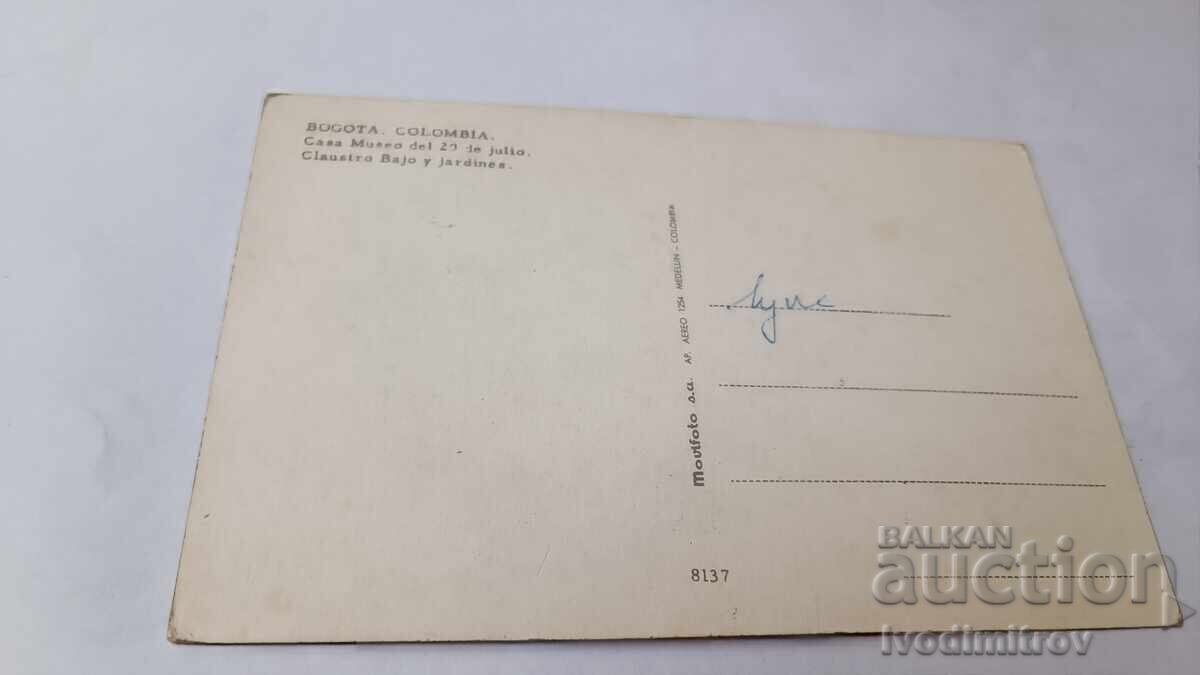 BOGOTA. COLOMBIA.
Casa Museo del 20 de julio.
Claustro Bajo y jardines.
movifoto s.a. AP. AEREO 1254 MEDELLIN - COLOMBIA
8137
BALKAN
auction
Ivodimitrov